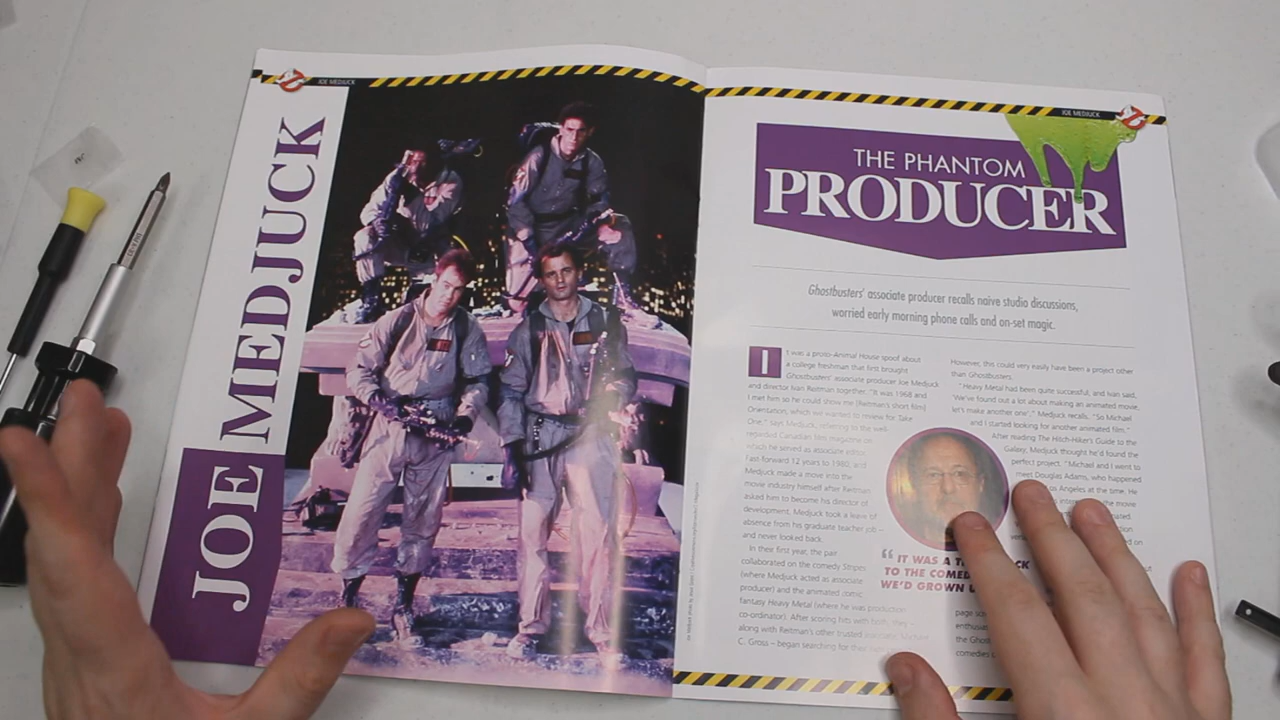 JOE MEDJUCK
JOE MEDJUCK
JOE MEDJUCK
THE PHANTOM
PRODUCER
Ghostbusters' associate producer recalls naive studio discussions,
worried early morning phone calls and on-set magic.
It was a proto-Animal House spoof about
a college freshman that first brought
Ghostbusters' associate producer Joe Medjuck
and director Ivan Reitman together. "It was 1968 and
I met him so he could show me [Reitman's short film]
Orientation, which we wanted to review for Take
One," says Medjuck, referring to the well-
regarded Canadian film magazine on
which he served as associate editor.
Fast-forward 12 years to 1980, and
Medjuck made a move into the
movie industry himself after Reitman
asked him to become his director of
development. Medjuck took a leave of
absence from his graduate teacher job –
and never looked back.
In their first year, the pair
collaborated on the comedy Stripes
(where Medjuck acted as associate
producer) and the animated comic
fantasy Heavy Metal (where he was production
co-ordinator). After scoring hits with both, they –
along with Reitman's other trusted associate, Michael
C. Gross – began searching for their
However, this could very easily have been a project other
than Ghostbusters.
"Heavy Metal had been quite successful, and Ivan said,
'We've found out a lot about making an animated movie,
let's make another one'," Medjuck recalls. "So Michael
and I started looking for another animated film."
After reading The Hitch-Hiker's Guide to the
Galaxy, Medjuck thought he'd found the
perfect project. "Michael and I went to
meet Douglas Adams, who happened
Los Angeles at the time. He
the movie
on
"IT WAS A
TO THE
WE'D GROWN
page
the
comedies